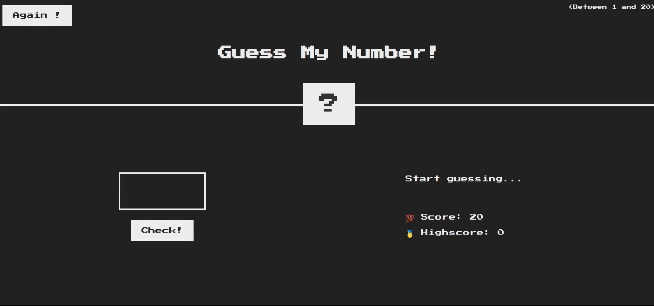 Again !
(Between 1 and 20)
Guess My Number!
?
Start guessing...
💯 Score: 20
🥇 Highscore: 0
Check!